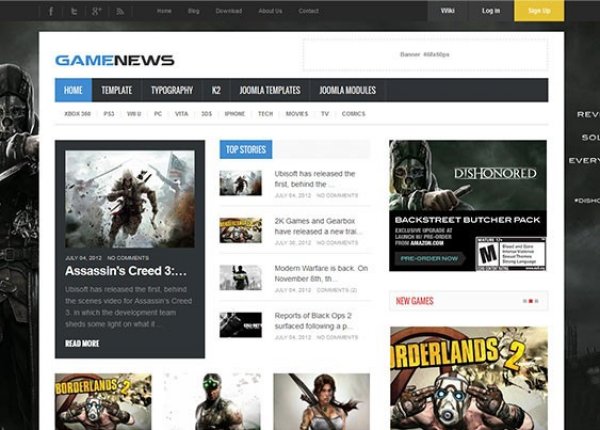 Home Blog Download About Us Contact
Wiki Log in Sign Up
GAMENEWS
HOME TEMPLATE TYPOGRAPHY K2 JOOMLA TEMPLATES JOOMLA MODULES
XBOX 360 PS3 WII U PC VITA 3DS IPHONE TECH MOVIES TV COMICS
JULY 04, 2012 NO COMMENTS
Assassin's Creed 3:...
Ubisoft has released the first, behind the
scenes video for Assassin's Creed
3. in which the development team
sheds some light on what it ...
READ MORE
TOP STORIES
Ubisoft has released the
first, behind the ...
JULY 04, 2012 NO COMMENTS
2K Games and Gearbox
have released a new trai...
JULY 30, 2012 NO COMMENTS
Modern Warfare is back. On
November 8th, th...
JULY 04, 2012 COMMENTS (2)
Reports of Black Ops 2
surfaced following a p...
JULY 04, 2012 NO COMMENTS
DISHONORED
BACKSTREET BUTCHER PACK
EXCLUSIVE UPGRADE AT
LAUNCH W/ PRE-ORDER
FROM AMAZON.COM
PRE-ORDER NOW
MATURE 17+
M
Blood and Gore
Intense Violence
Sexual Themes
Strong Language
NEW GAMES
BORDERLANDS 2
BORDERLANDS 2
REV
SOL
EVERY
#DISHO